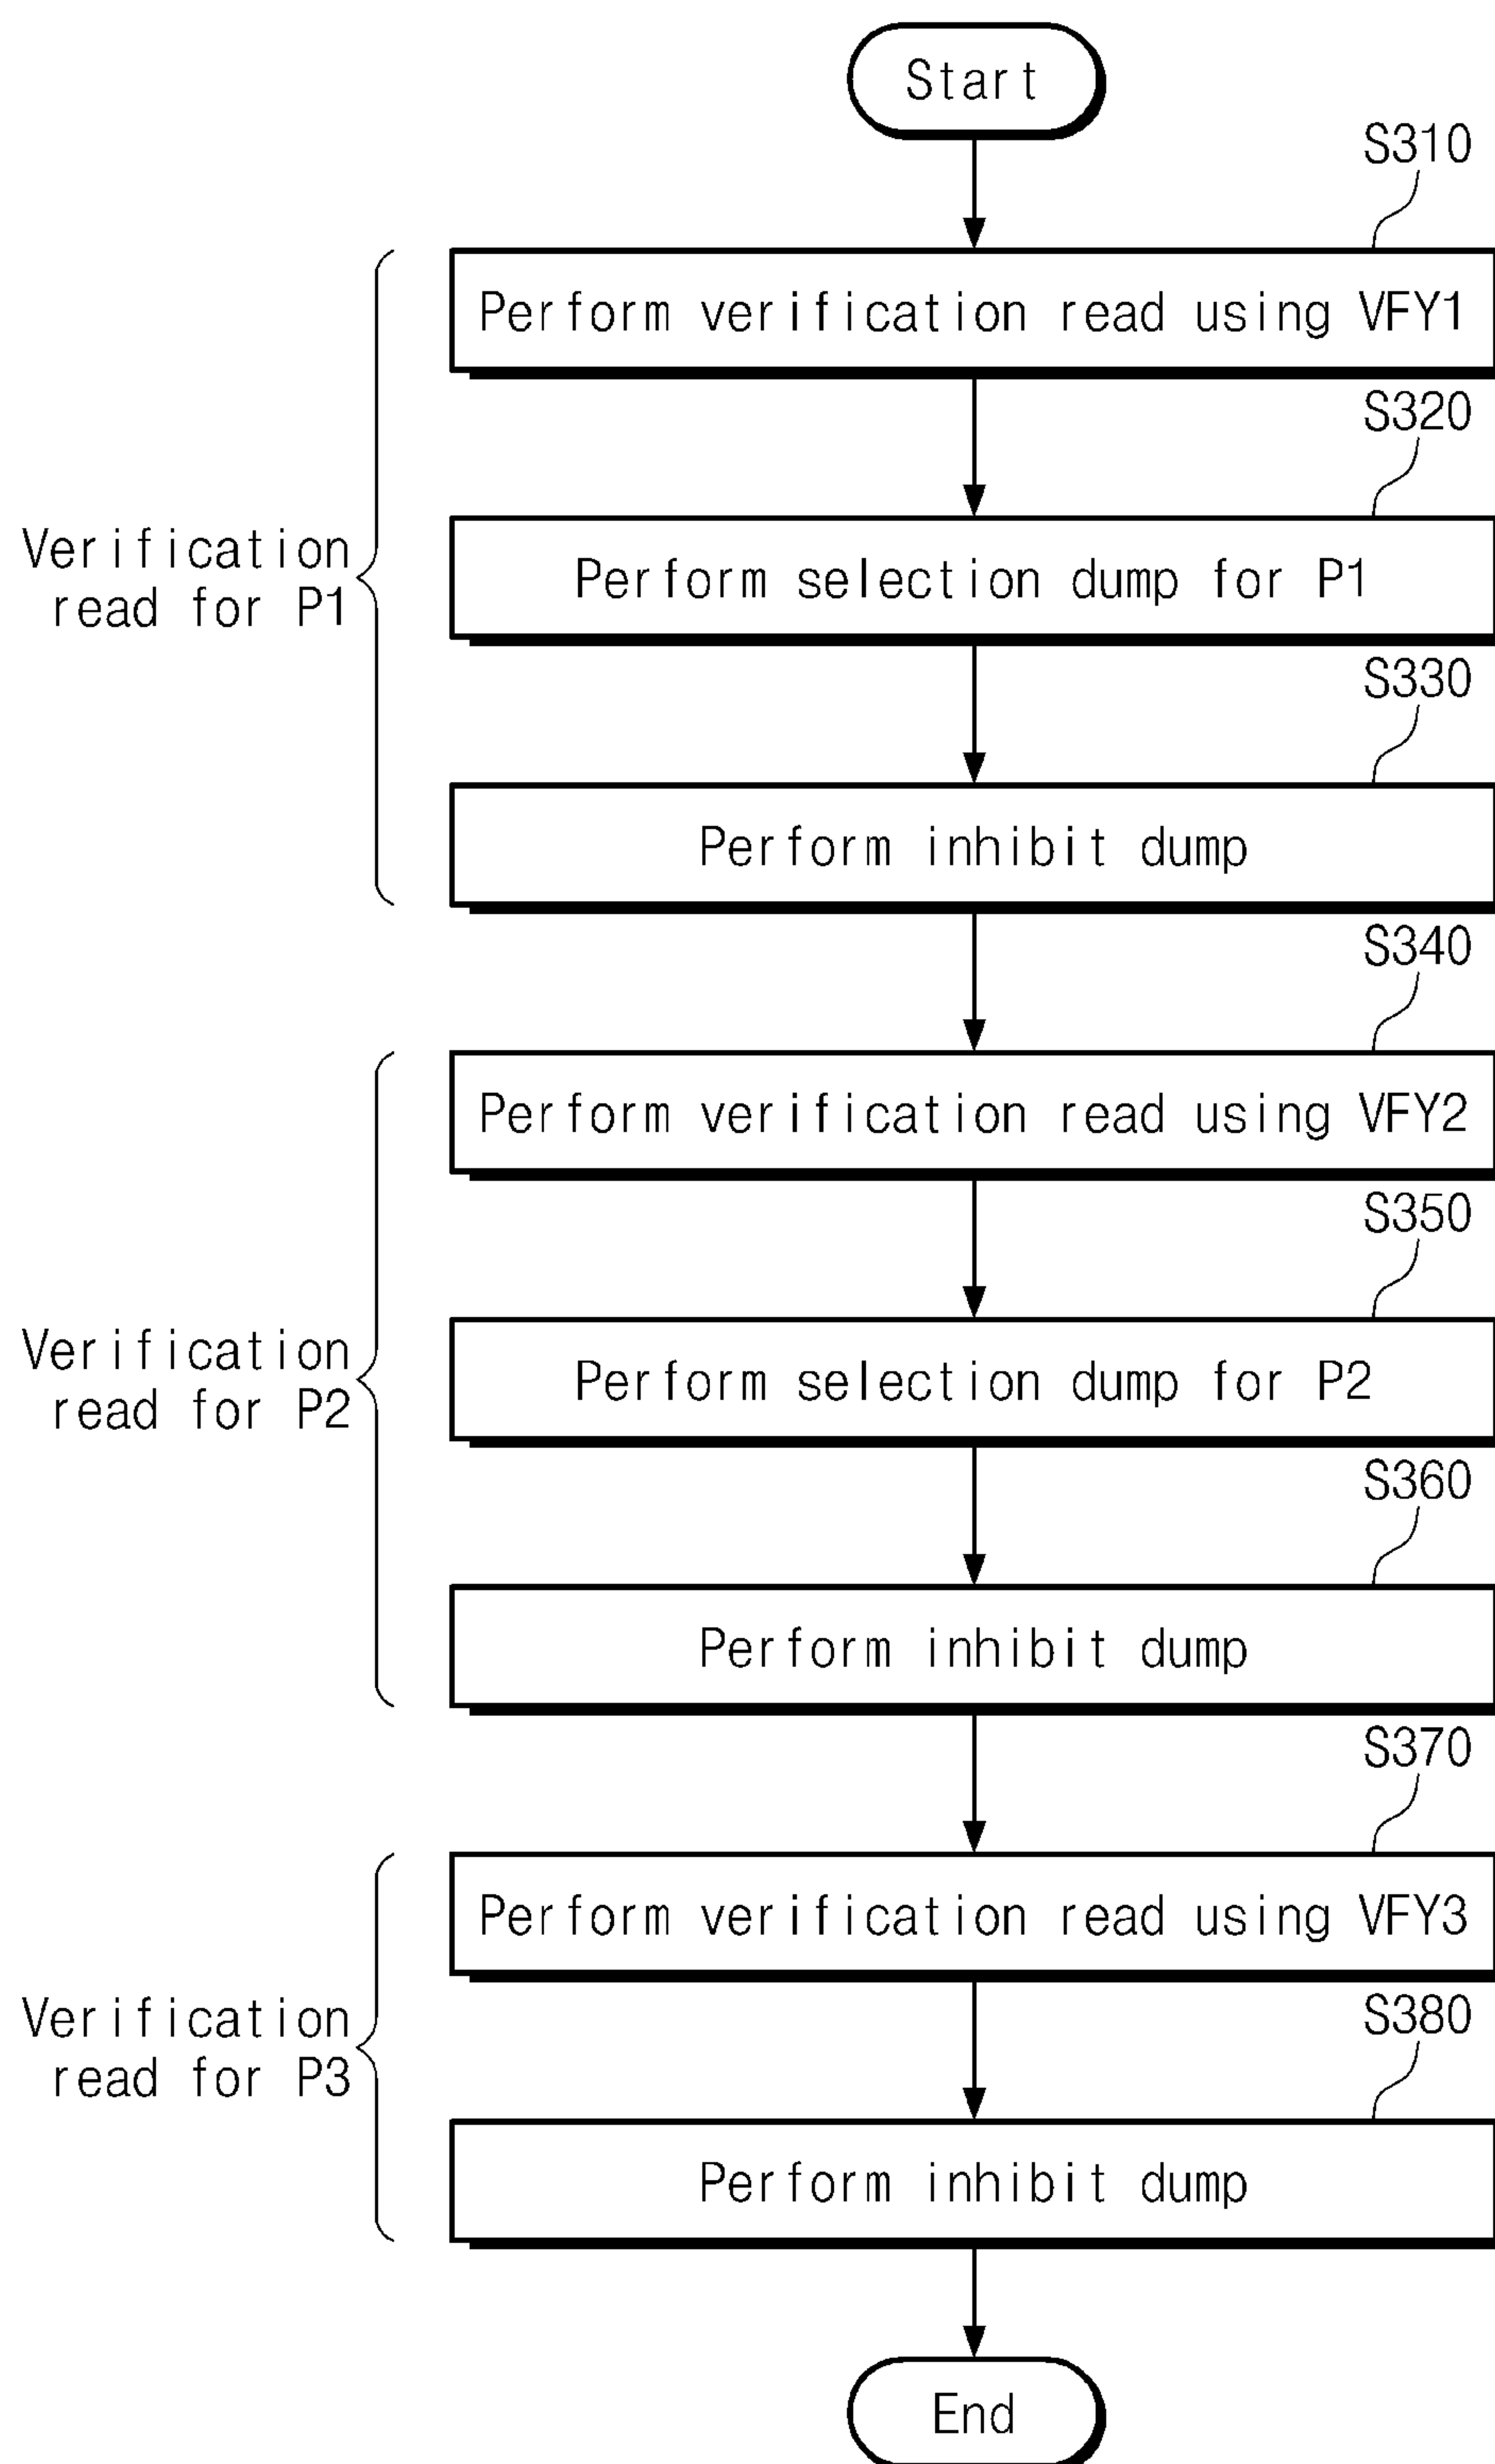 Start
S310
Perform verification read using VFY1
S320
Verification
read for P1
Perform selection dump for P1
S330
Perform inhibit dump
S340
Perform verification read using VFY2
S350
Verification
read for P2
Perform selection dump for P2
S360
Perform inhibit dump
S370
Perform verification read using VFY3
Verification
read for P3
S380
Perform inhibit dump
End